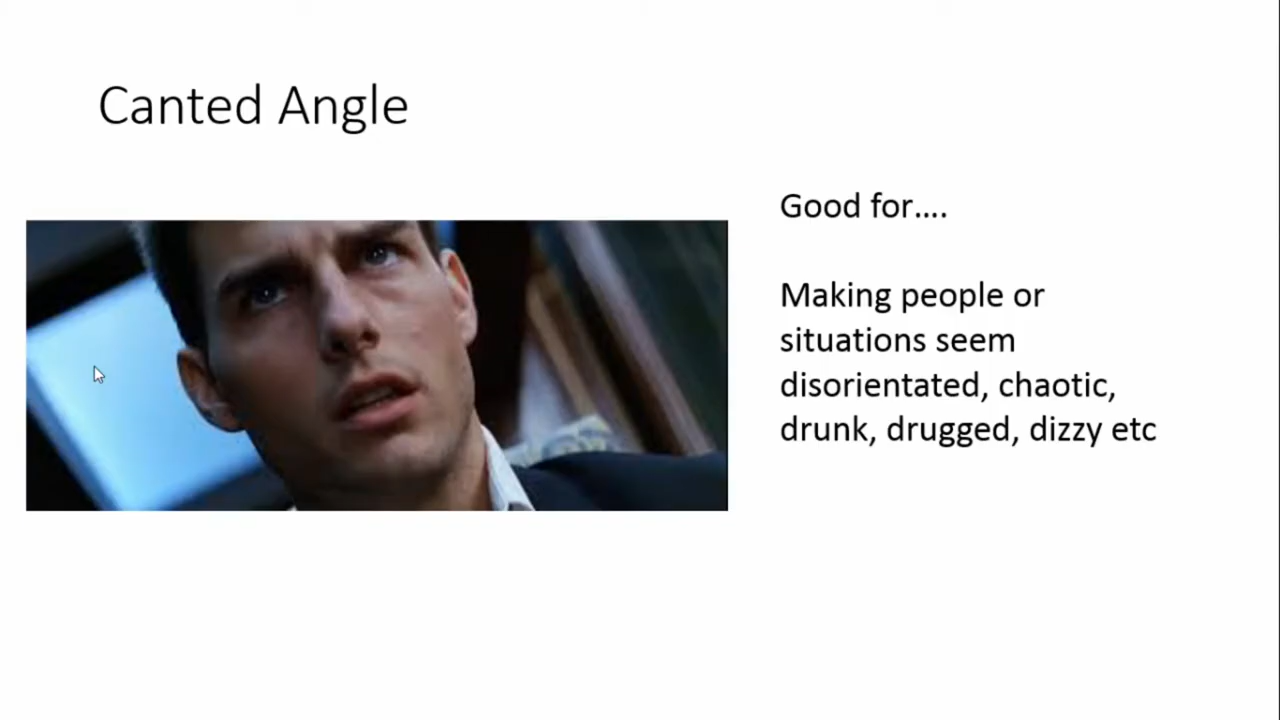 Canted Angle
Good for....
Making people or
situations seem
disorientated, chaotic,
drunk, drugged, dizzy etc